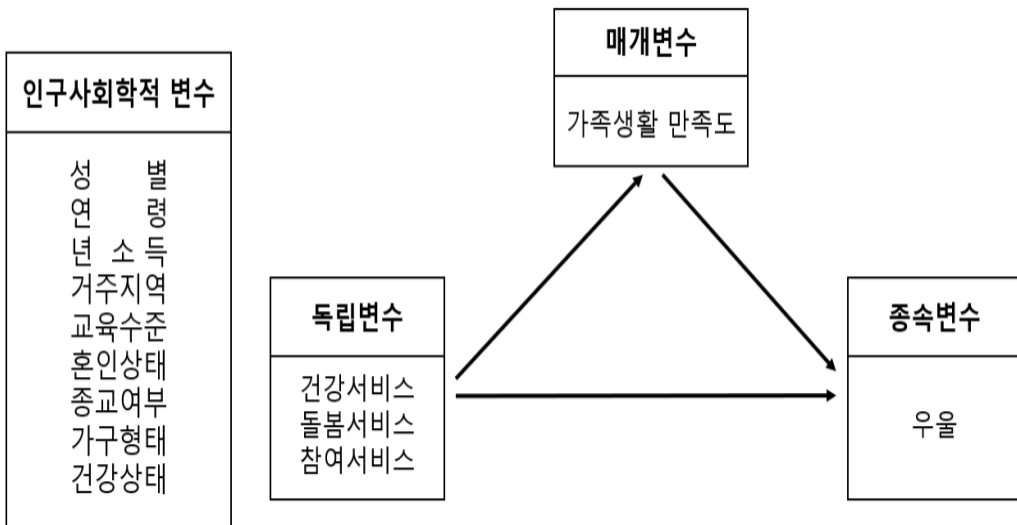 인구사회학적 변수
성 별
연 령
년 소 득
거주지역
교육수준
혼인상태
종교여부
가구형태
건강상태
독립변수
건강서비스
돌봄서비스
참여서비스
매개변수
가족생활 만족도
종속변수
우울